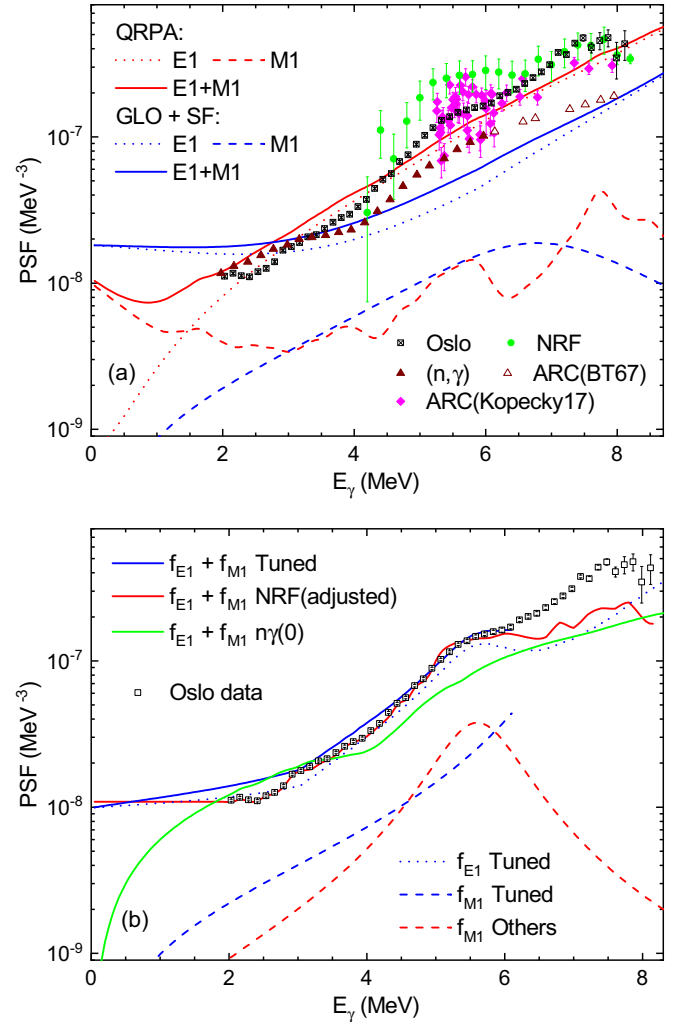 QRPA:
E1 M1
E1+M1
GLO + SF:
E1 M1
E1+M1
10^-7
10^-8
10^-9
PSF (MeV^-3)
(a)
Oslo NRF
(n,γ) ARC(BT67)
ARC(Kopecky17)
0 2 4 6 8
E_γ (MeV)
f_E1 + f_M1 Tuned
f_E1 + f_M1 NRF(adjusted)
f_E1 + f_M1 nγ(0)
Oslo data
10^-7
10^-8
10^-9
PSF (MeV^-3)
(b)
f_E1 Tuned
f_M1 Tuned
f_M1 Others
0 2 4 6 8
E_γ (MeV)